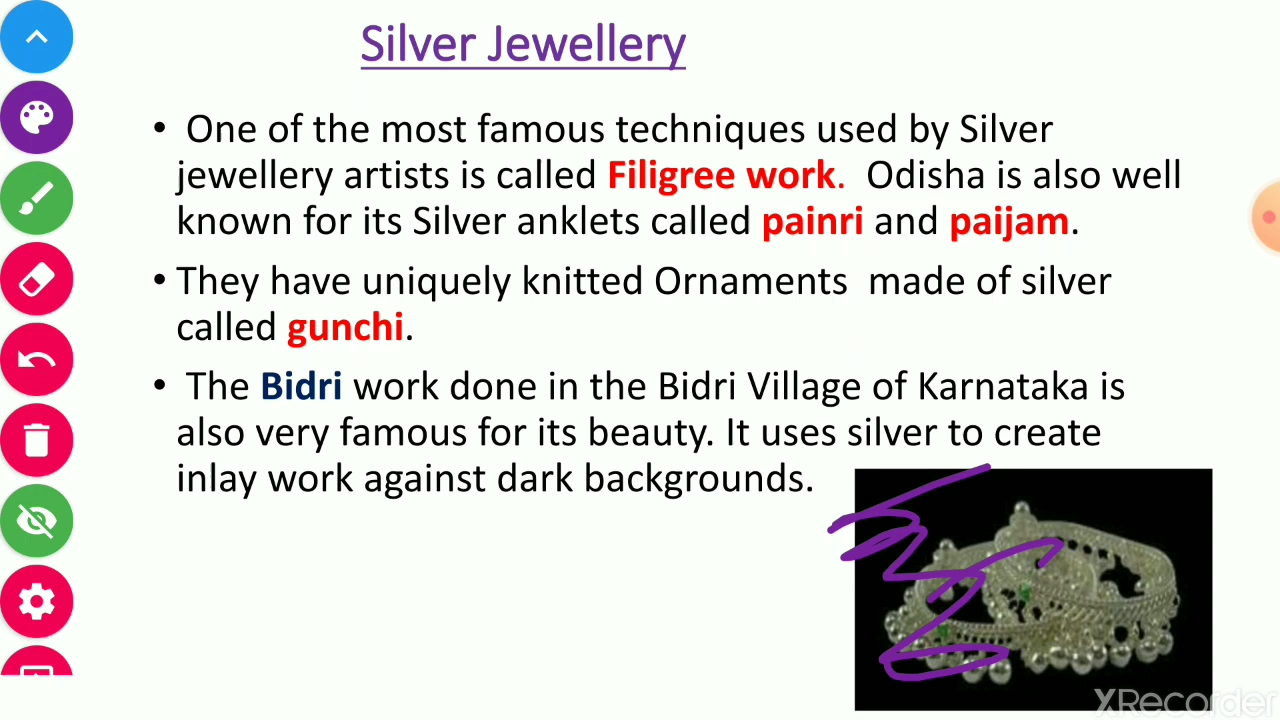 Silver Jewellery
• One of the most famous techniques used by Silver
jewellery artists is called Filigree work. Odisha is also well
known for its Silver anklets called painri and paijam.
• They have uniquely knitted Ornaments made of silver
called gunchi.
• The Bidri work done in the Bidri Village of Karnataka is
also very famous for its beauty. It uses silver to create
inlay work against dark backgrounds.
XRecorder